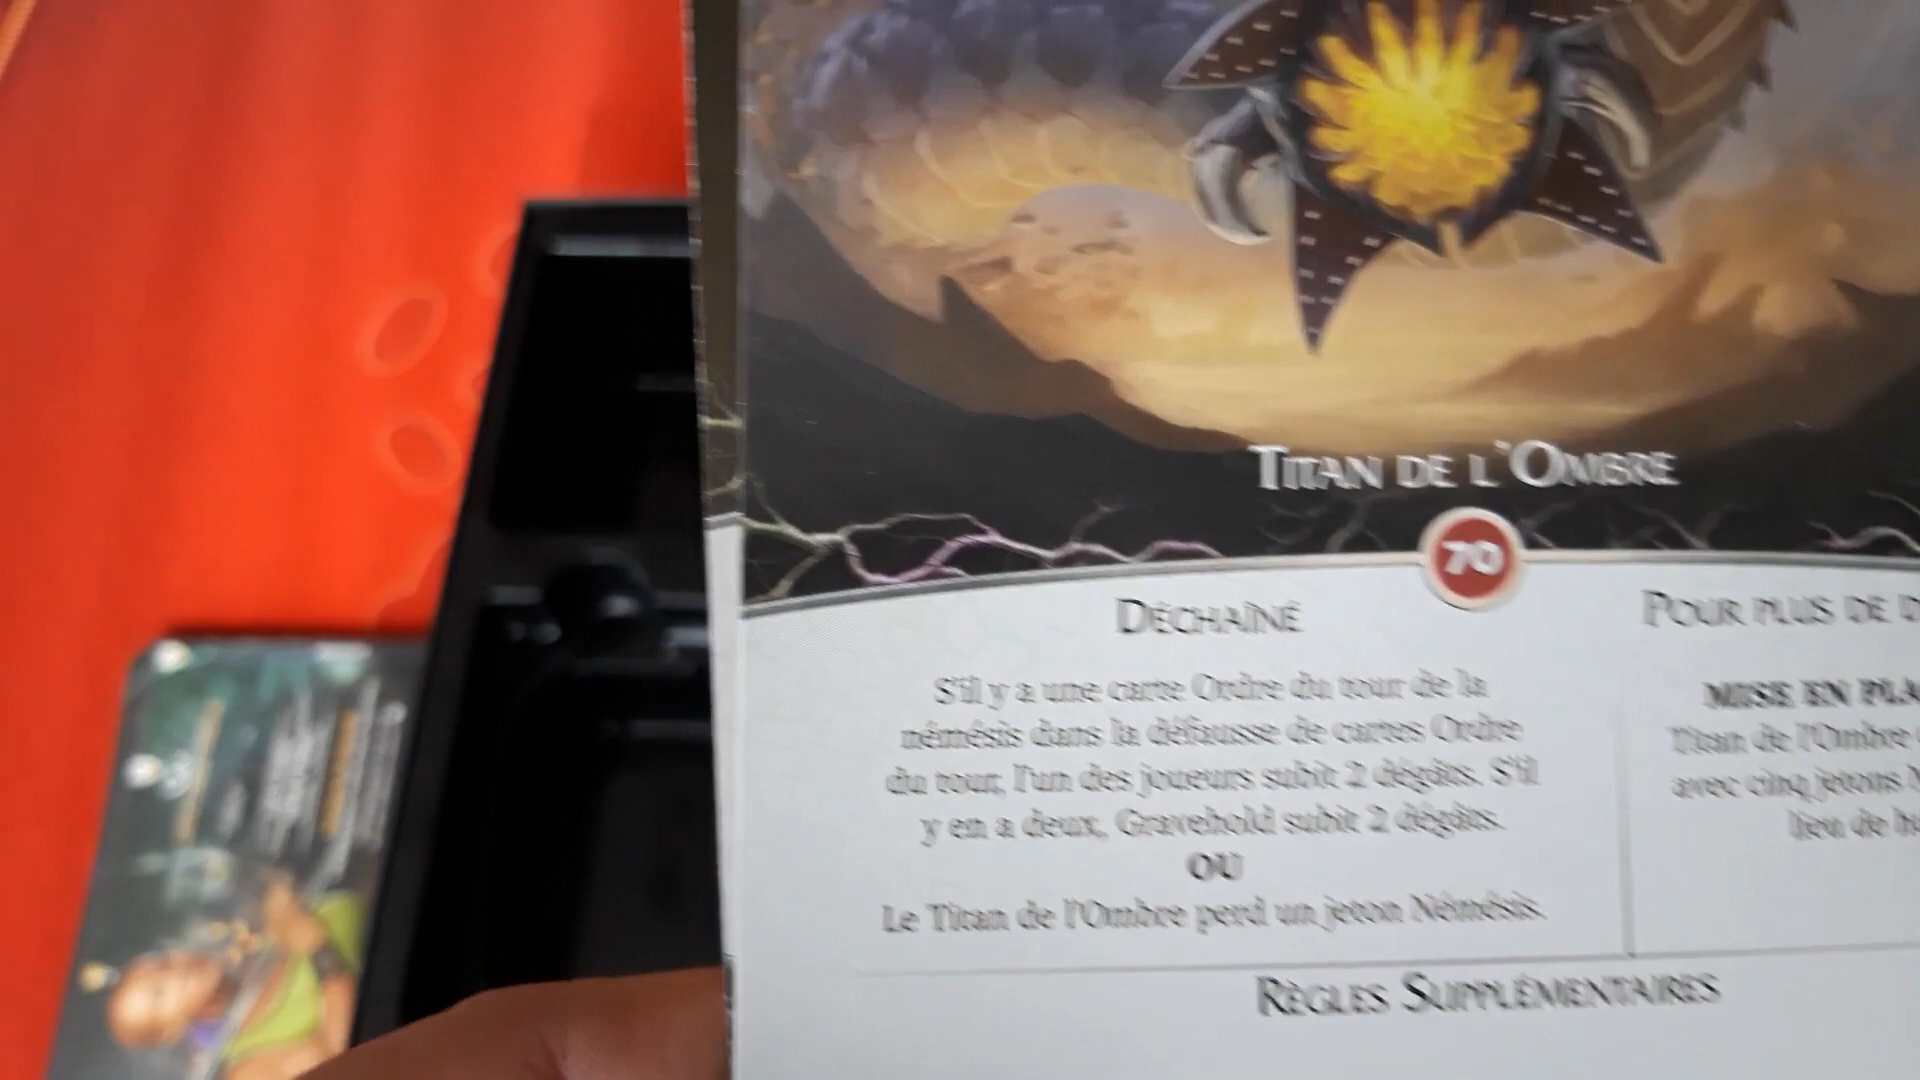 TITAN DE L'OMBRE
70
DÉCHAÎNÉ
S'il y a une carte Ordre du tour de la
némésis dans la défausse de cartes Ordre
du tour, l'un des joueurs subit 2 dégâts. S'il
y en a deux, Gravehold subit 2 dégâts.
OU
Le Titan de l'Ombre perd un jeton Némésis.
POUR PLUS DE D
MISE EN PLA
Titan de l'Ombre
avec cinq jetons N
lieu de
RÈGLES SUPPLÉMENTAIRES